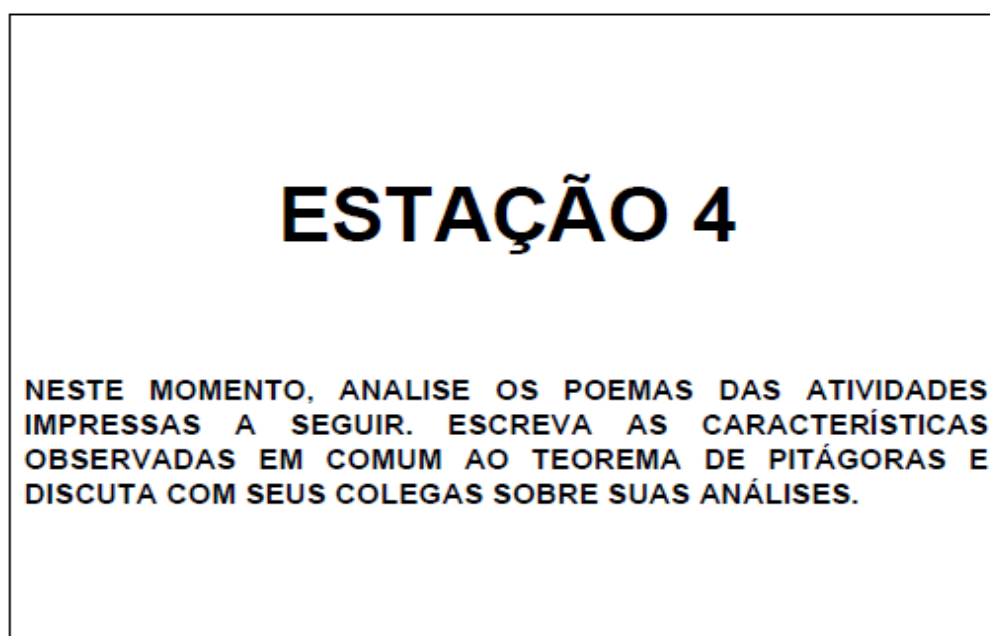 ESTAÇÃO 4
NESTE MOMENTO, ANALISE OS POEMAS DAS ATIVIDADES
IMPRESSAS A SEGUIR. ESCREVA AS CARACTERÍSTICAS
OBSERVADAS EM COMUM AO TEOREMA DE PITÁGORAS E
DISCUTA COM SEUS COLEGAS SOBRE SUAS ANÁLISES.